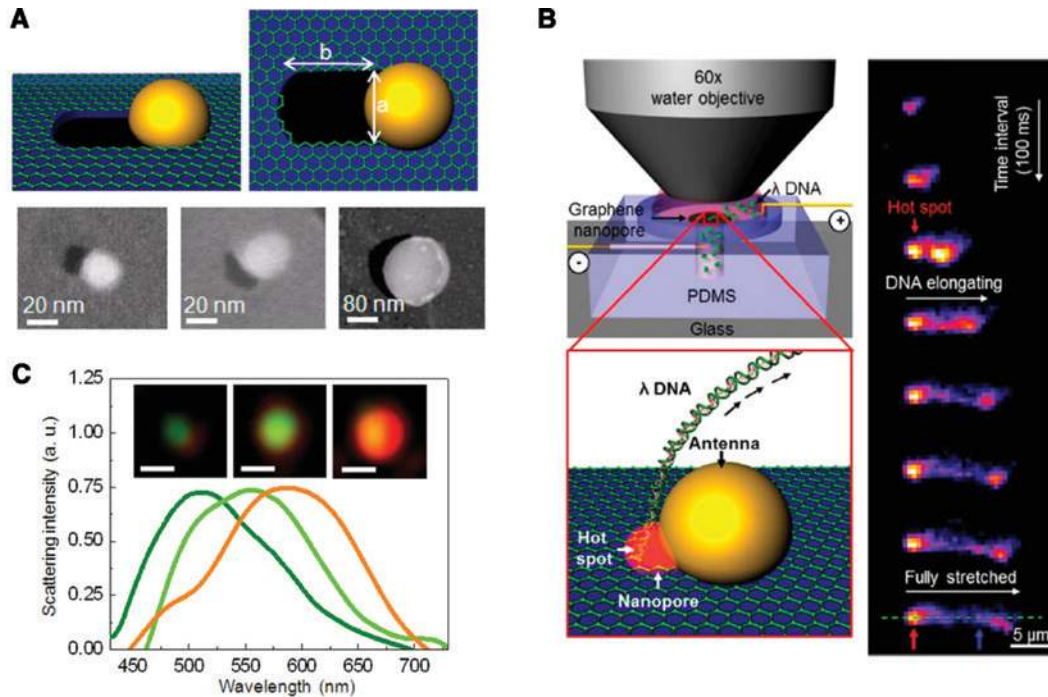 A
b
a
20 nm
20 nm
80 nm
B
60x
water objective
λ DNA
Graphene
nanopore
+
-
PDMS
Glass
λ DNA
Antenna
Hot
spot
Nanopore
Time interval
(100 ms)
Hot spot
DNA elongating
Fully stretched
5 μm
C
Scattering intensity (a. u.)
1.25
1.00
0.75
0.50
0.25
0.00
450 500 550 600 650 700
Wavelength (nm)